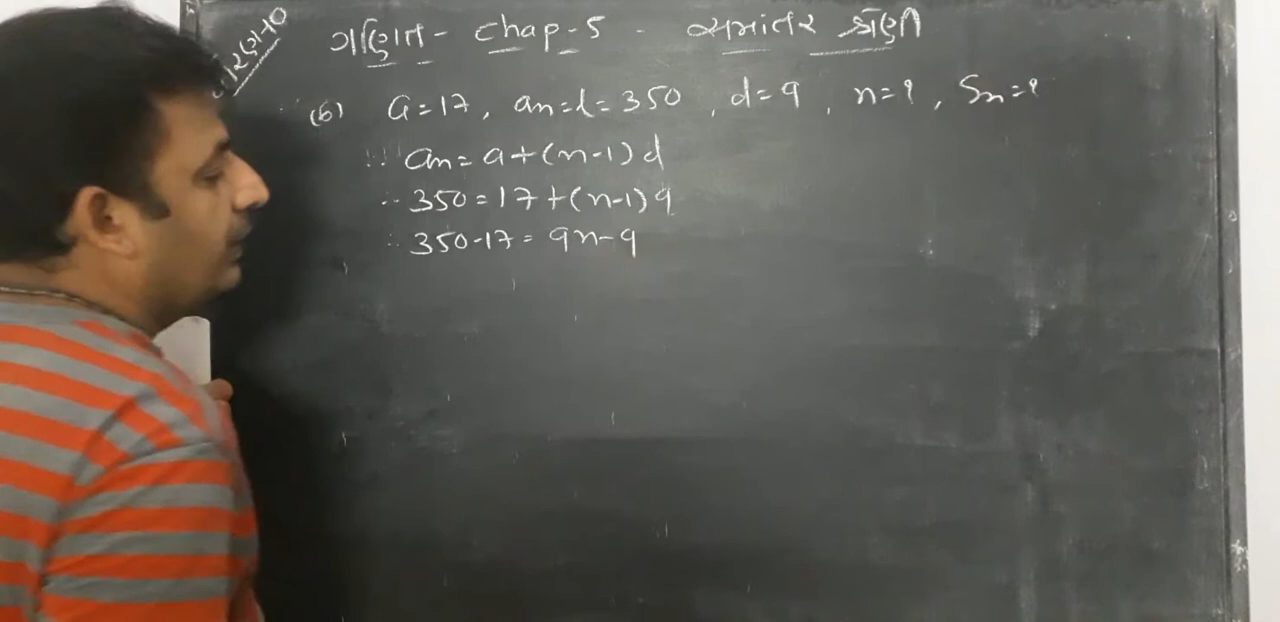 ગણિત - Chap-5 - સમાંતર શ્રેણી
(6) a=17, an=l=350, d=9, n=?, Sn=?
∴ an=a+(n-1)d
∴ 350=17+(n-1)9
∴ 350-17=9n-9